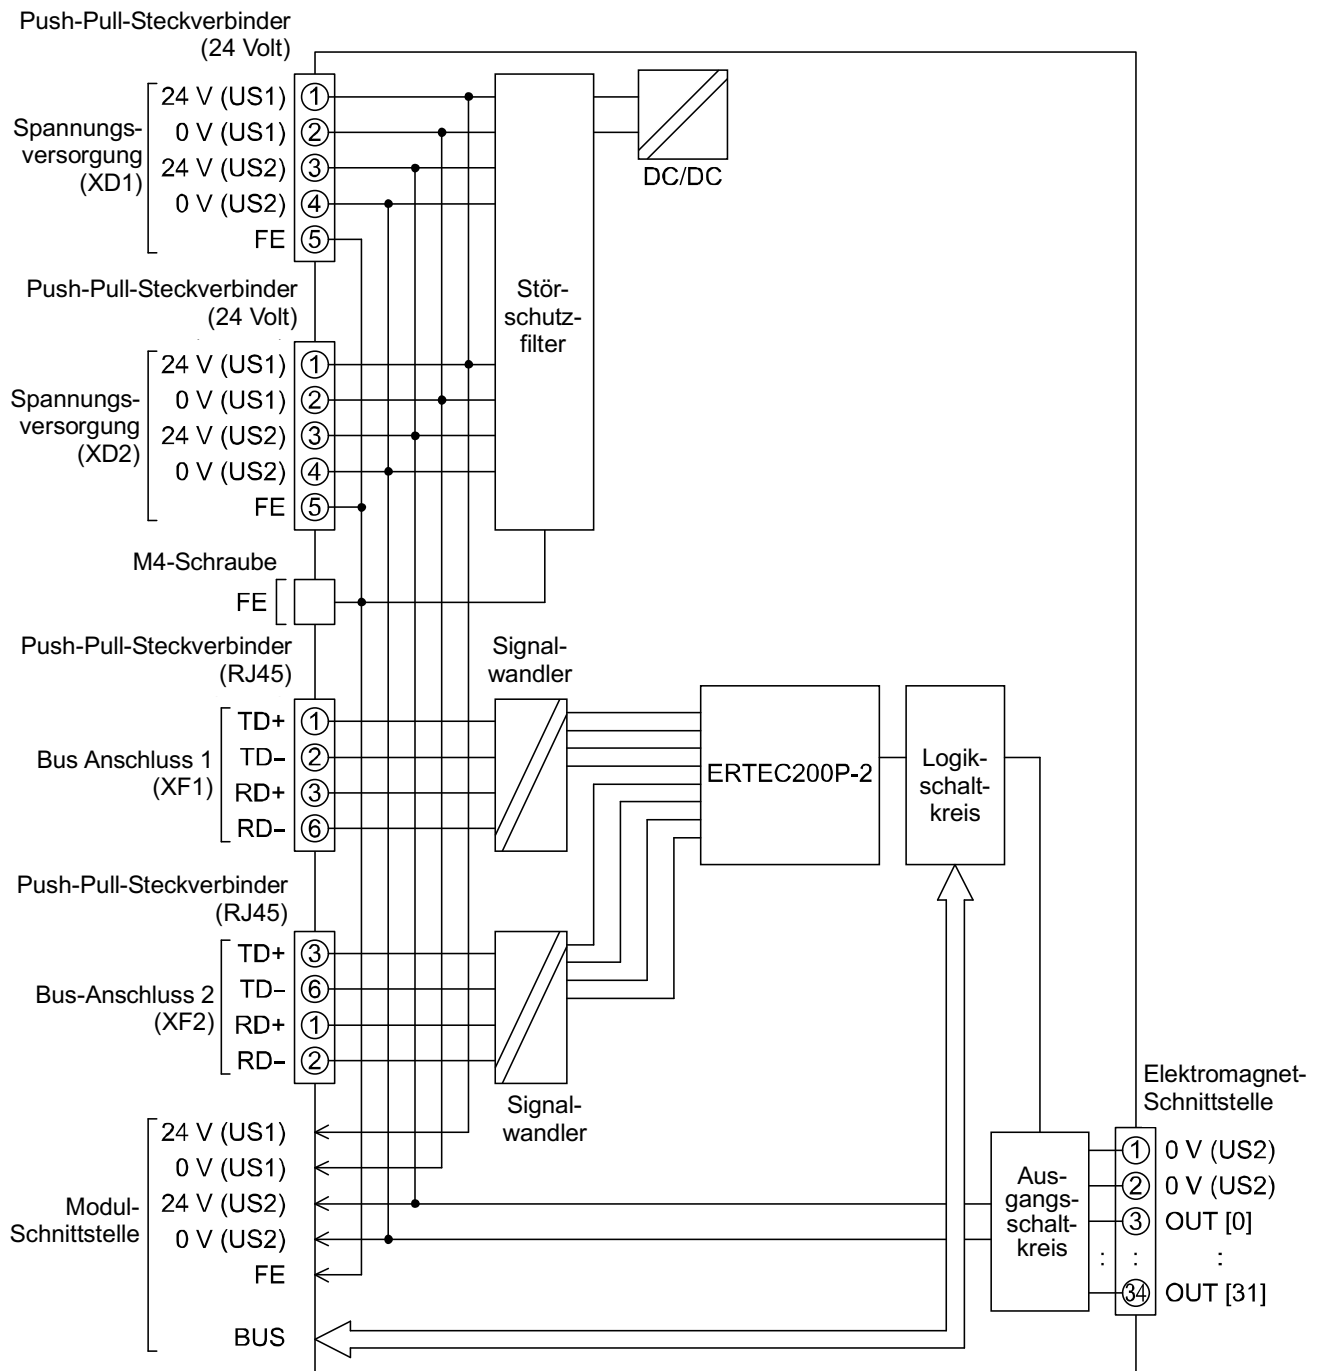 Push-Pull-Steckverbinder
(24 Volt)
Spannungs-
versorgung
(XD1)
24 V (US1) 1
0 V (US1) 2
24 V (US2) 3
0 V (US2) 4
FE 5
DC/DC
Stör-
schutz-
filter
Push-Pull-Steckverbinder
(24 Volt)
Spannungs-
versorgung
(XD2)
24 V (US1) 1
0 V (US1) 2
24 V (US2) 3
0 V (US2) 4
FE 5
M4-Schraube
FE
Push-Pull-Steckverbinder
(RJ45)
Signal-
wandler
Bus Anschluss 1
(XF1)
TD+ 1
TD– 2
RD+ 3
RD– 6
ERTEC200P-2
Logik-
schalt-
kreis
Push-Pull-Steckverbinder
(RJ45)
Bus-Anschluss 2
(XF2)
TD+ 3
TD– 6
RD+ 1
RD– 2
Signal-
wandler
Modul-
Schnittstelle
24 V (US1)
0 V (US1)
24 V (US2)
0 V (US2)
FE
BUS
Aus-
gangs-
schalt-
kreis
Elektromagnet-
Schnittstelle
1 0 V (US2)
2 0 V (US2)
3 OUT [0]
: : :
34 OUT [31]